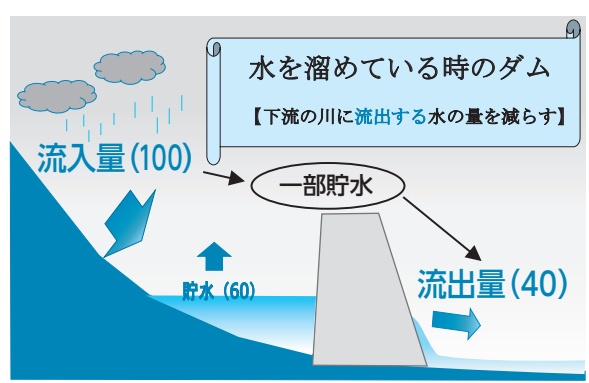 水を溜めている時のダム
【下流の川に流出する水の量を減らす】
流入量(100)
一部貯水
貯水（60）
流出量(40)